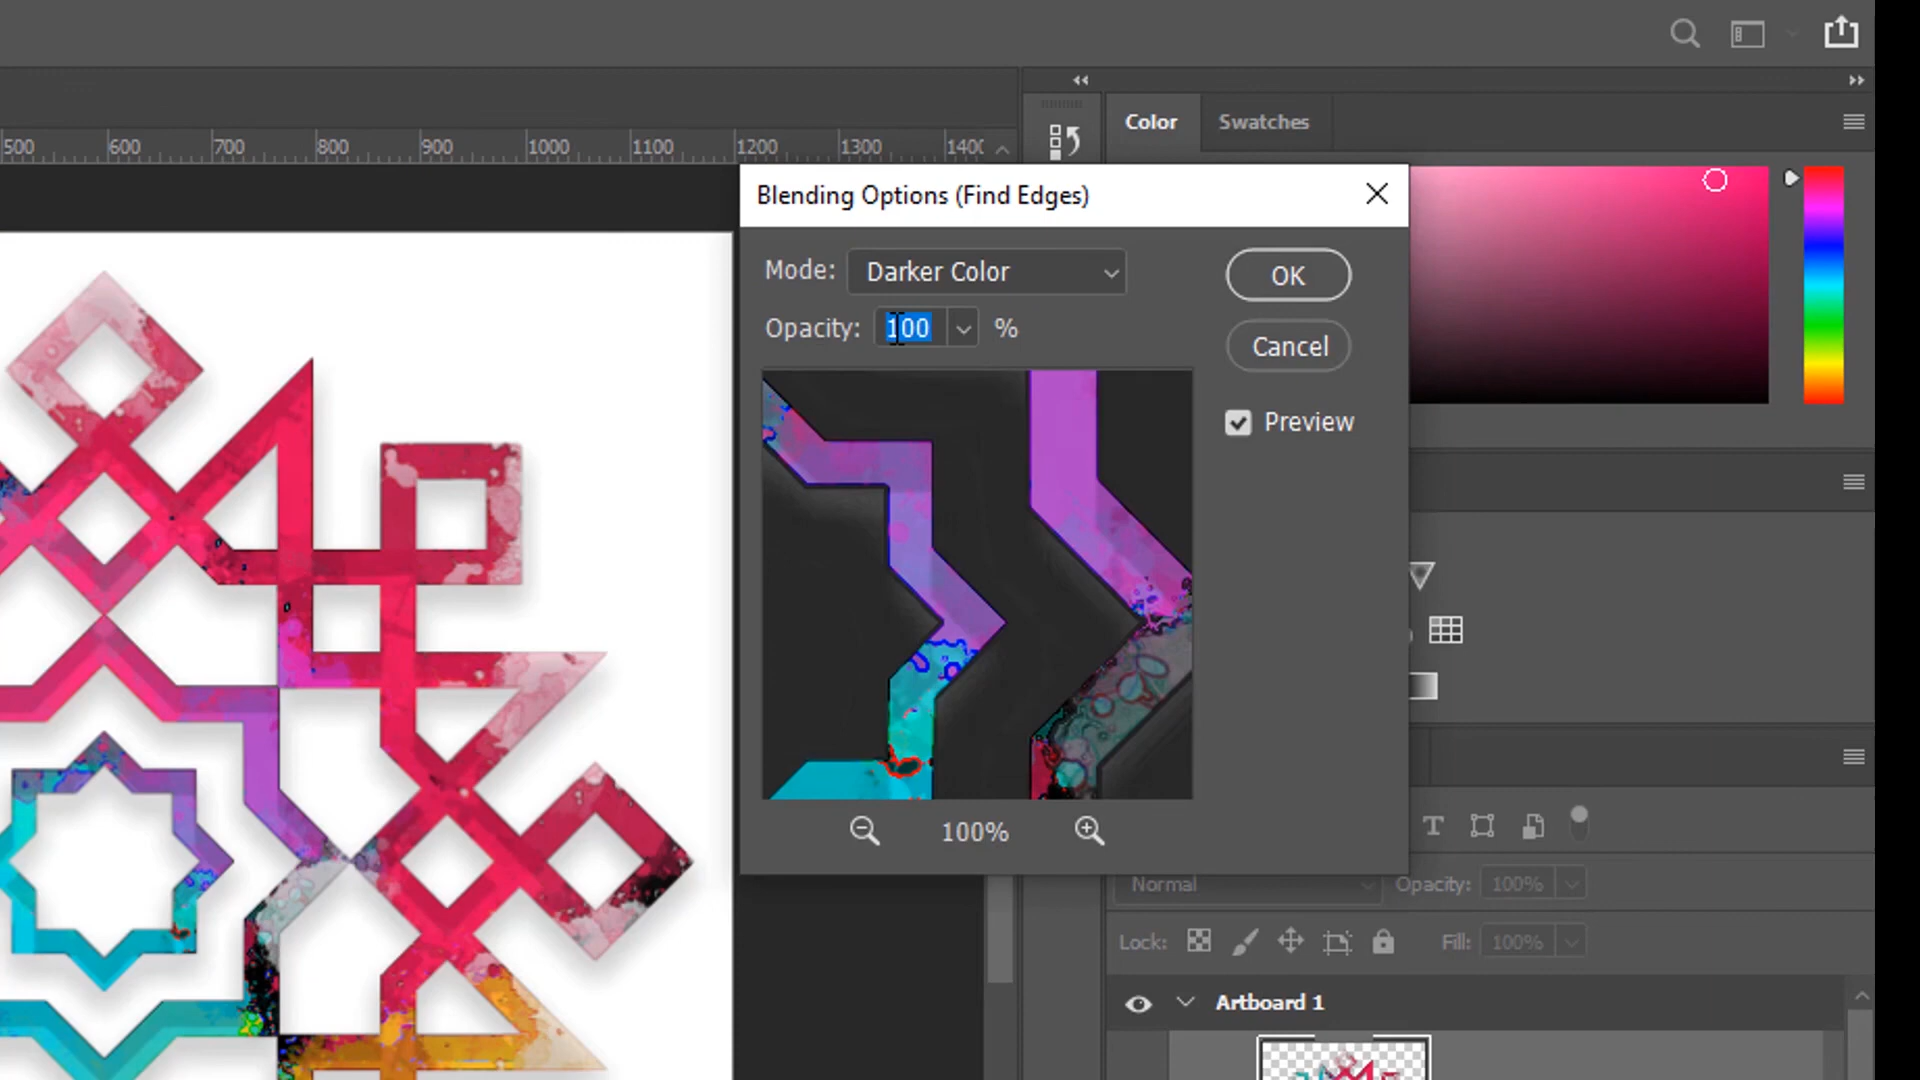 Color Swatches
500 600 700 800 900 1000 1100 1200 1300 1400
Blending Options (Find Edges)
Mode: Darker Color
OK
Opacity: 100 %
Cancel
Preview
100%
Normal Opacity: 100%
Lock: Fill: 100%
Artboard 1